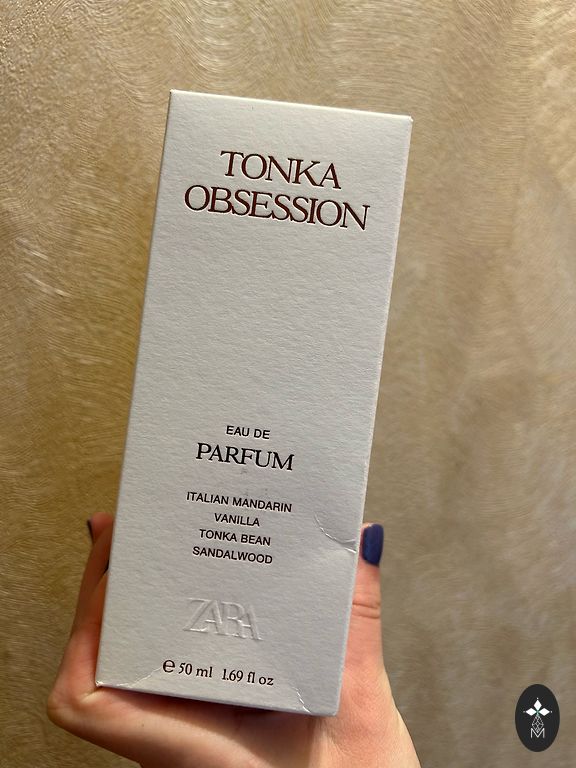 TONKA
OBSESSION
EAU DE
PARFUM
ITALIAN MANDARIN
VANILLA
TONKA BEAN
SANDALWOOD
ZARA
℮ 50 ml 1.69 fl oz
M